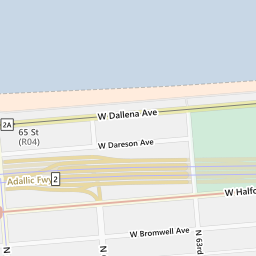 W Dallena Ave
2A
65 St
(R04)
W Dareson Ave
Adallic Fwy
2
W Halfo
W Bromwell Ave
N 63rd
N
N